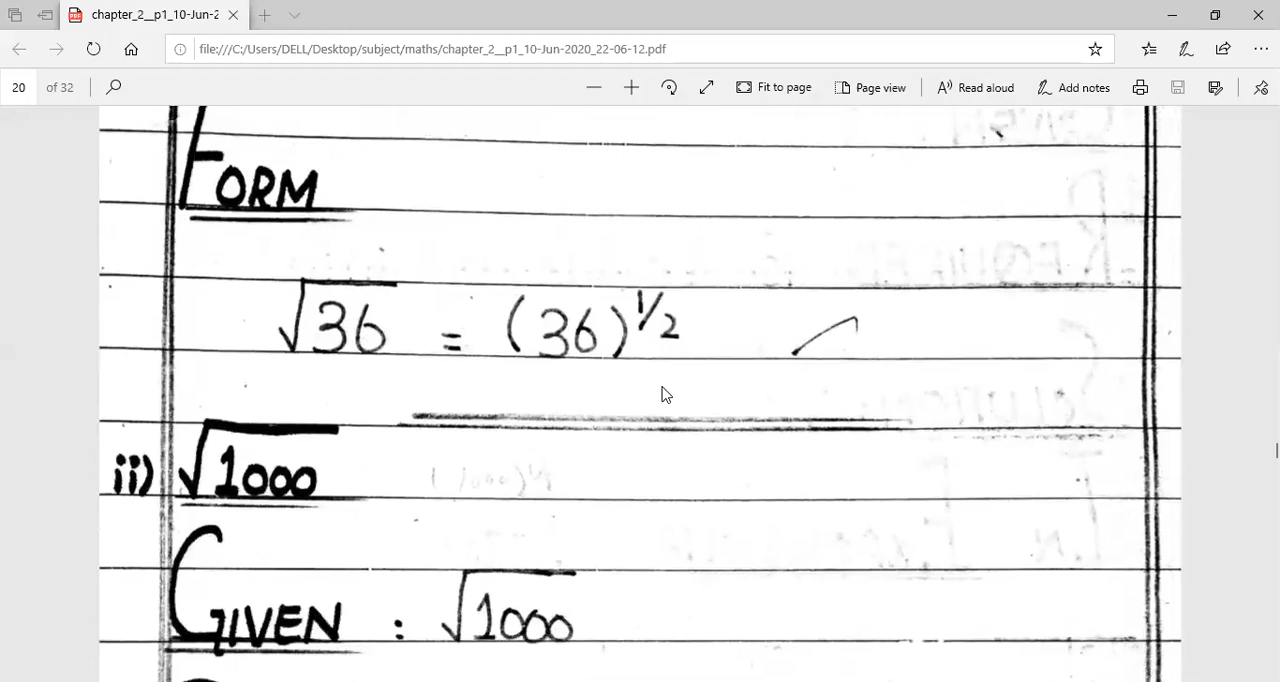 chapter_2__p1_10-Jun-2
file:///C:/Users/DELL/Desktop/subject/maths/chapter_2__p1_10-Jun-2020_22-06-12.pdf
20 of 32 Fit to page Page view Read aloud Add notes
FORM
√36 = (36)^1/2
ii) √1000
GIVEN : √1000